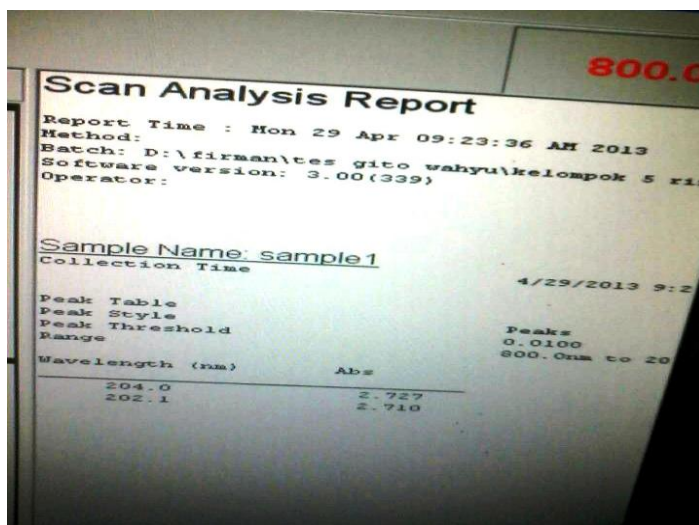 800.0
Scan Analysis Report
Report Time : Mon 29 Apr 09:23:36 AM 2013
Method:
Batch: D:\firman\tes gito wahyu\kelompok 5 ri
Software version: 3.00(339)
Operator:
Sample Name: sample1
Collection Time 4/29/2013 9:2
Peak Table
Peak Style Peaks
Peak Threshold 0.0100
Range 800.0nm to 20
Wavelength (nm) Abs
204.0 2.727
202.1 2.710